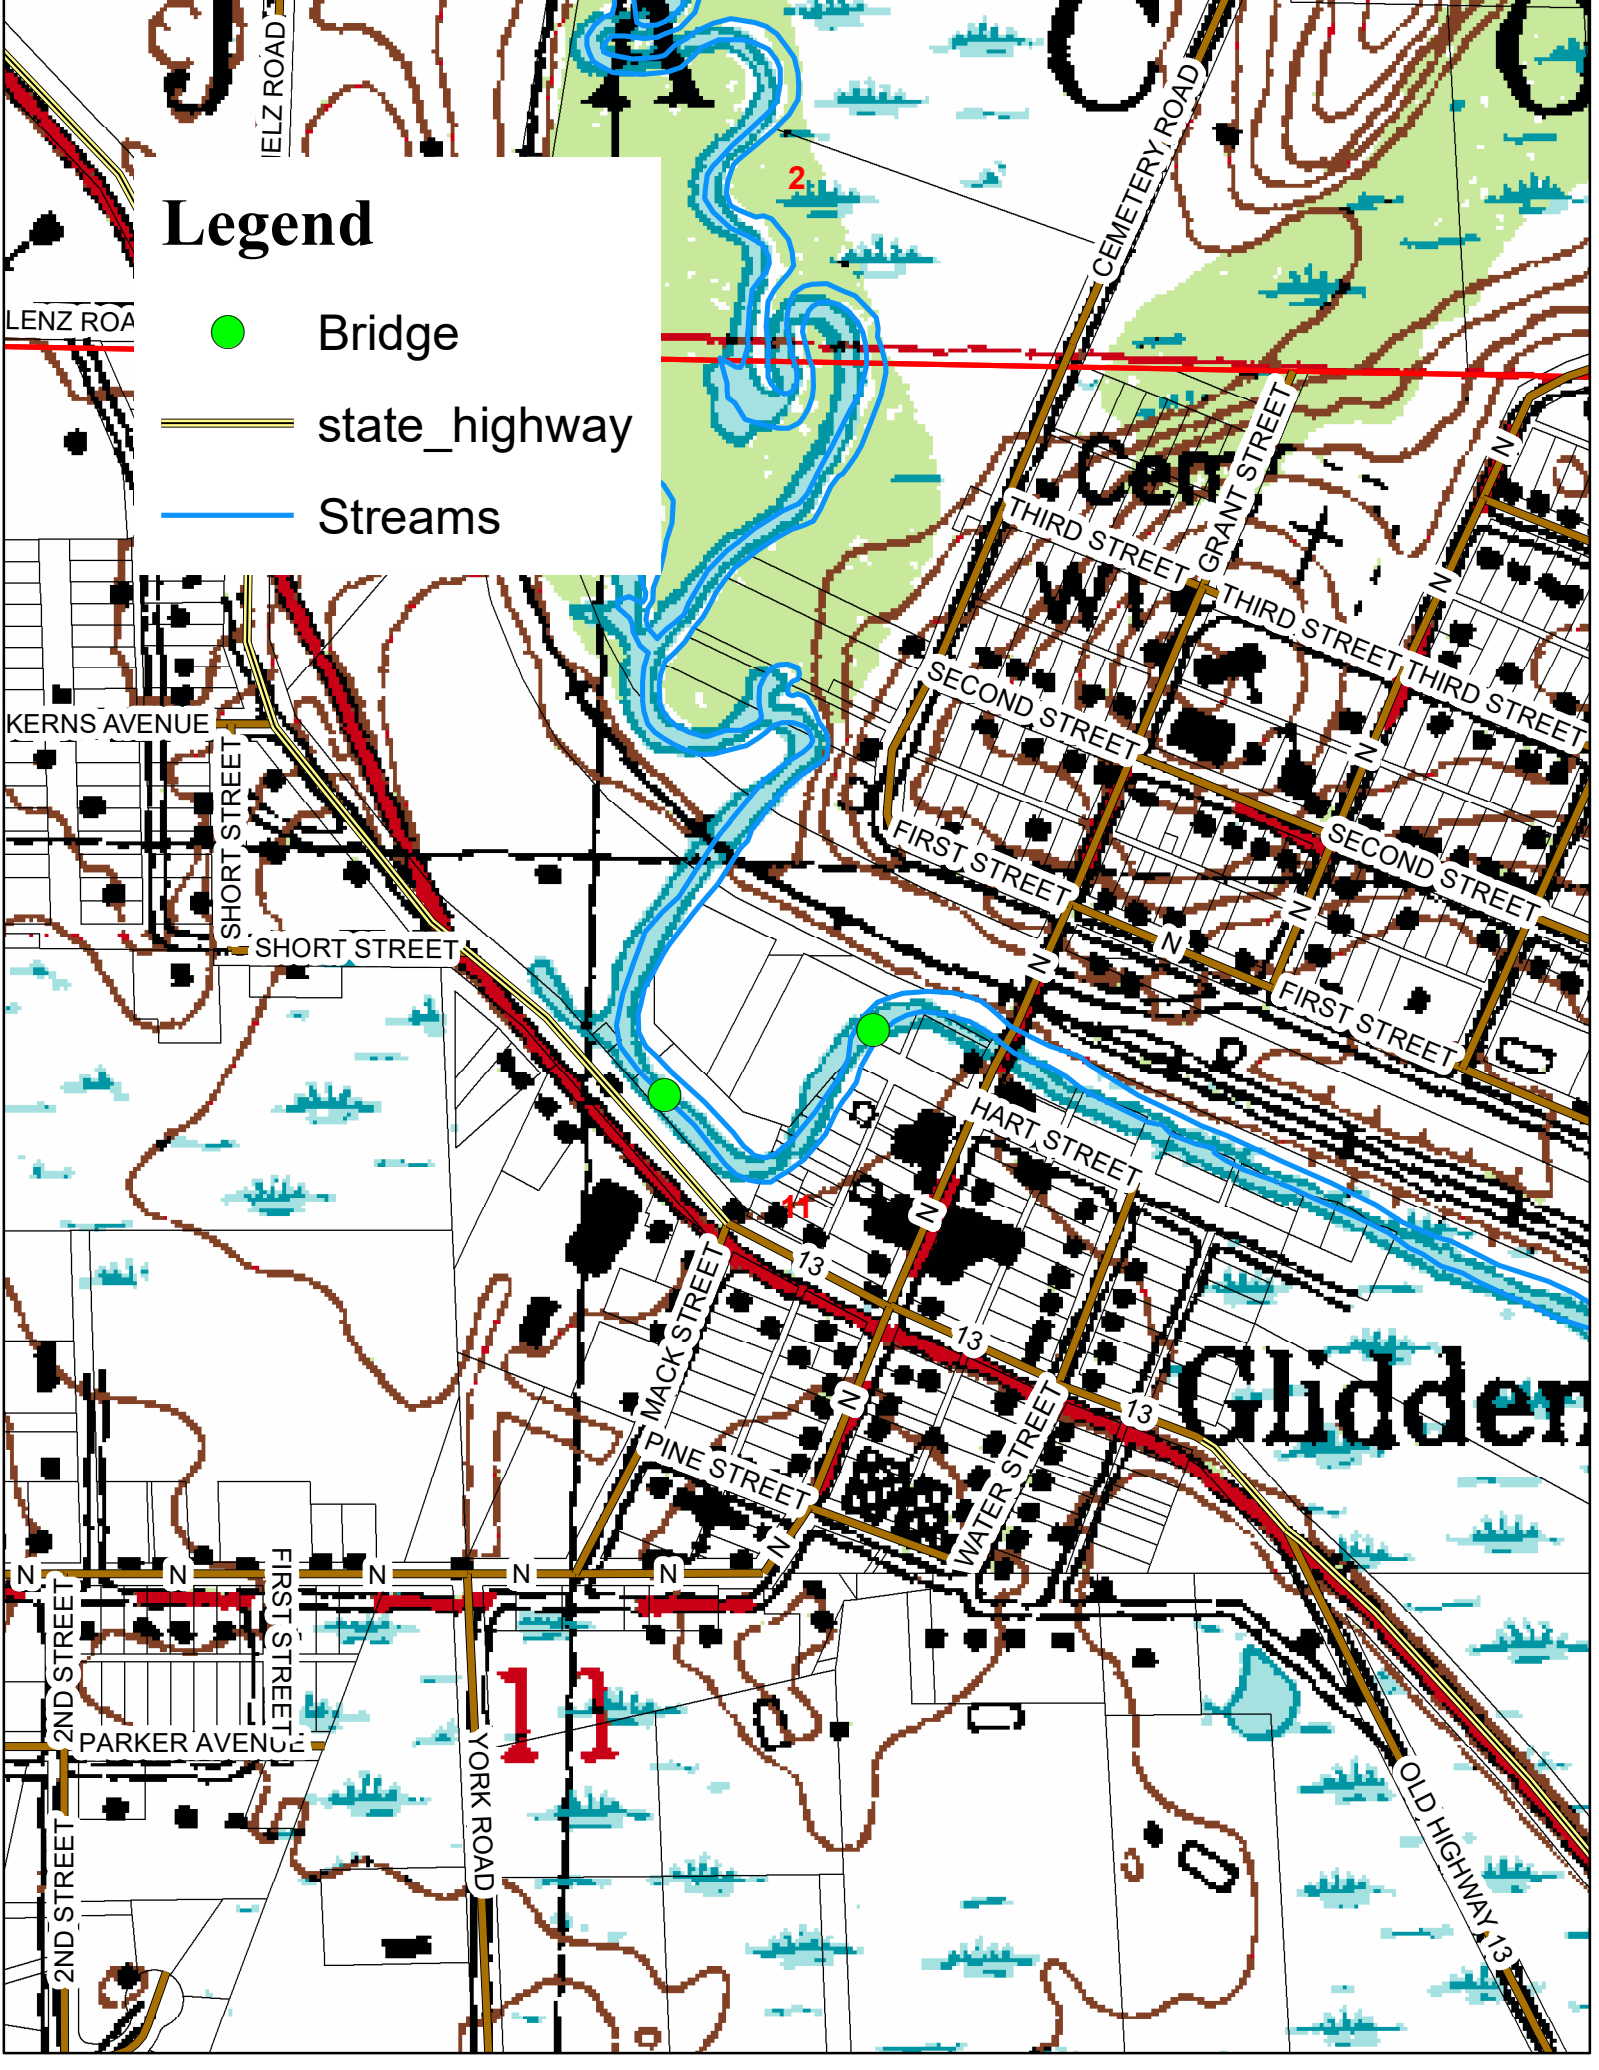 J
C
C
IELZ ROAD
CEMETERY ROAD
2
Legend
Bridge
state_highway
Streams
LENZ ROA
GRANT STREET
Cem
N
THIRD STREET
THIRD STREET
THIRD STREET
N
SECOND STREET
KERNS AVENUE
SHORT STREET
N
FIRST STREET
SECOND STREET
N
SHORT STREET
N
N
FIRST STREET
HART STREET
11
N
13
MACK STREET
13
N
13
Glidden
PINE STREET
WATER STREET
N
N
N
N
N
N
FIRST STREET
2ND STREET
11
PARKER AVENUE
YORK ROAD
OLD HIGHWAY 13
2ND STREET